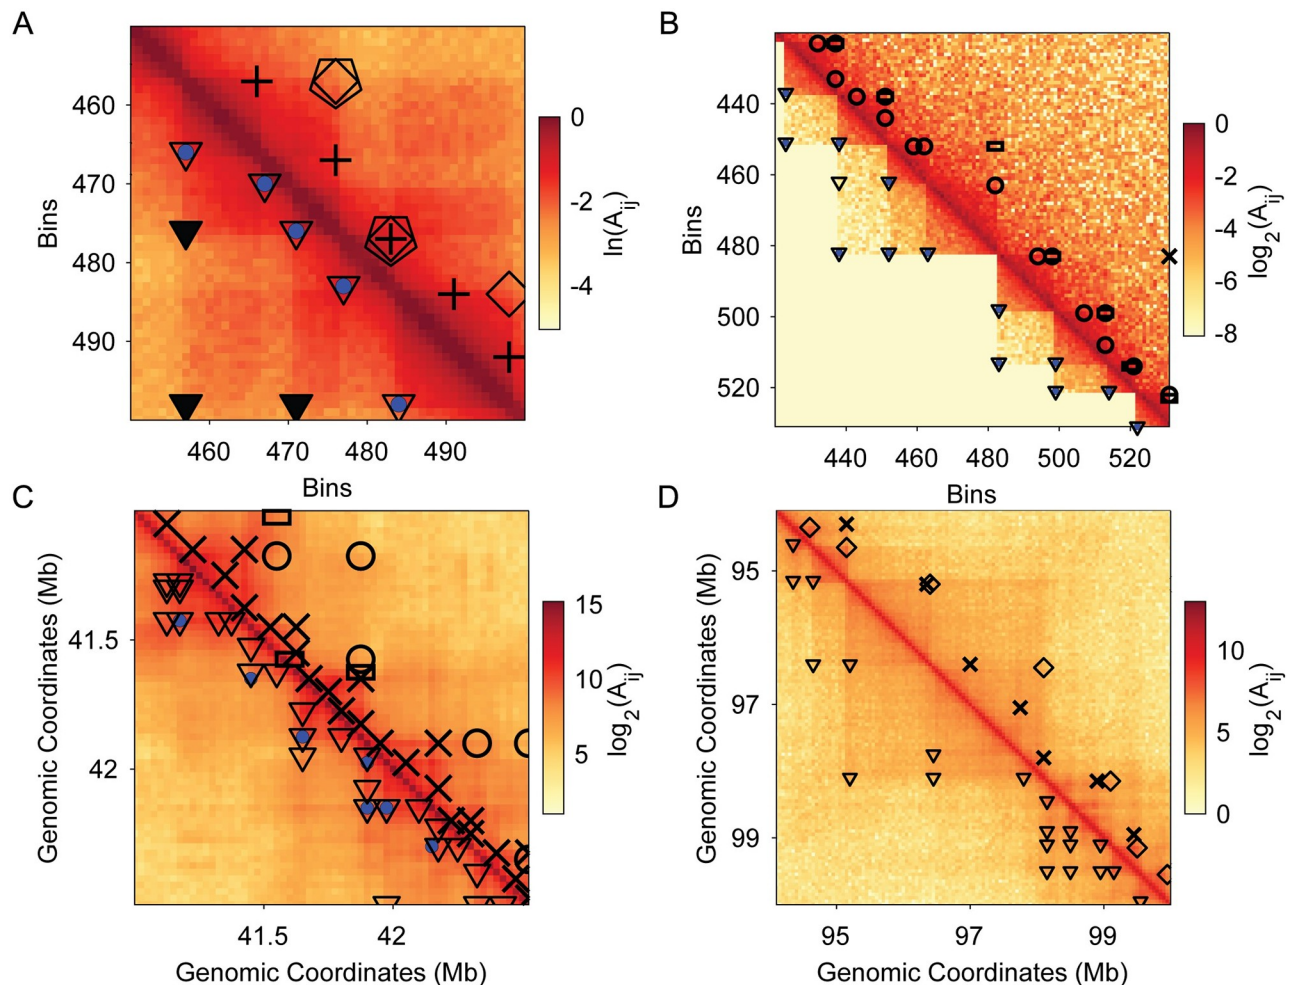 A
460
470
480
490
Bins
460
470
480
490
Bins
0
-2
-4
ln(Aij)
B
440
460
480
500
520
Bins
440
460
480
500
520
Bins
0
-2
-4
-6
-8
log2(Aij)
C
41.5
42
Genomic Coordinates (Mb)
41.5
42
Genomic Coordinates (Mb)
15
10
5
log2(Aij)
D
95
97
99
Genomic Coordinates (Mb)
95
97
99
Genomic Coordinates (Mb)
10
5
0
log2(Aij)